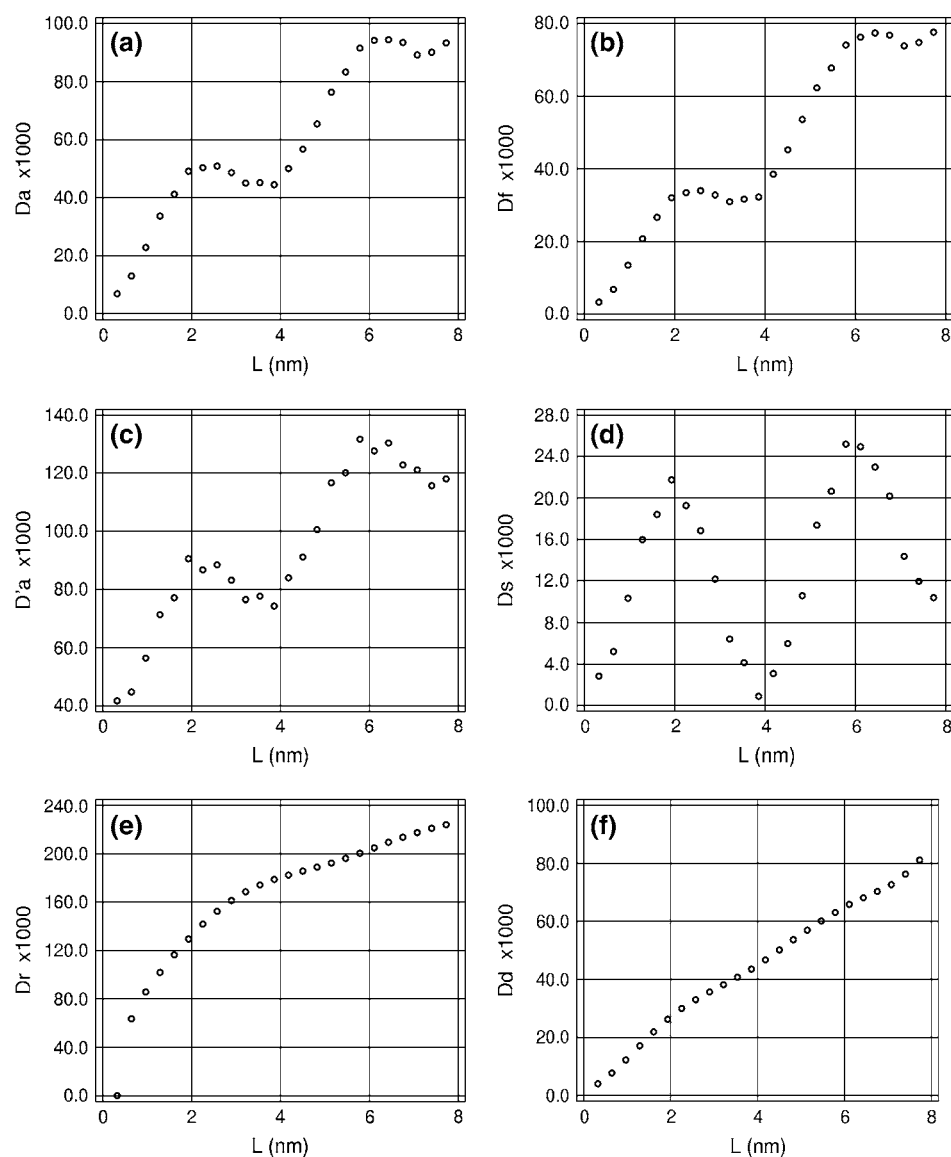 (a)
Da x1000
100.0
80.0
60.0
40.0
20.0
0.0
0 2 4 6 8
L (nm)
(b)
Df x1000
80.0
60.0
40.0
20.0
0.0
0 2 4 6 8
L (nm)
(c)
D'a x1000
140.0
120.0
100.0
80.0
60.0
40.0
0 2 4 6 8
L (nm)
(d)
Ds x1000
28.0
24.0
20.0
16.0
12.0
8.0
4.0
0.0
0 2 4 6 8
L (nm)
(e)
Dr x1000
240.0
200.0
160.0
120.0
80.0
40.0
0.0
0 2 4 6 8
L (nm)
(f)
Dd x1000
100.0
80.0
60.0
40.0
20.0
0.0
0 2 4 6 8
L (nm)